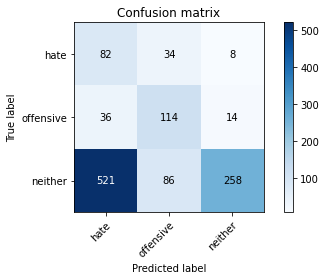 Confusion matrix
hate 82 34 8
offensive 36 114 14
neither 521 86 258
hate offensive neither
True label
Predicted label
500
400
300
200
100